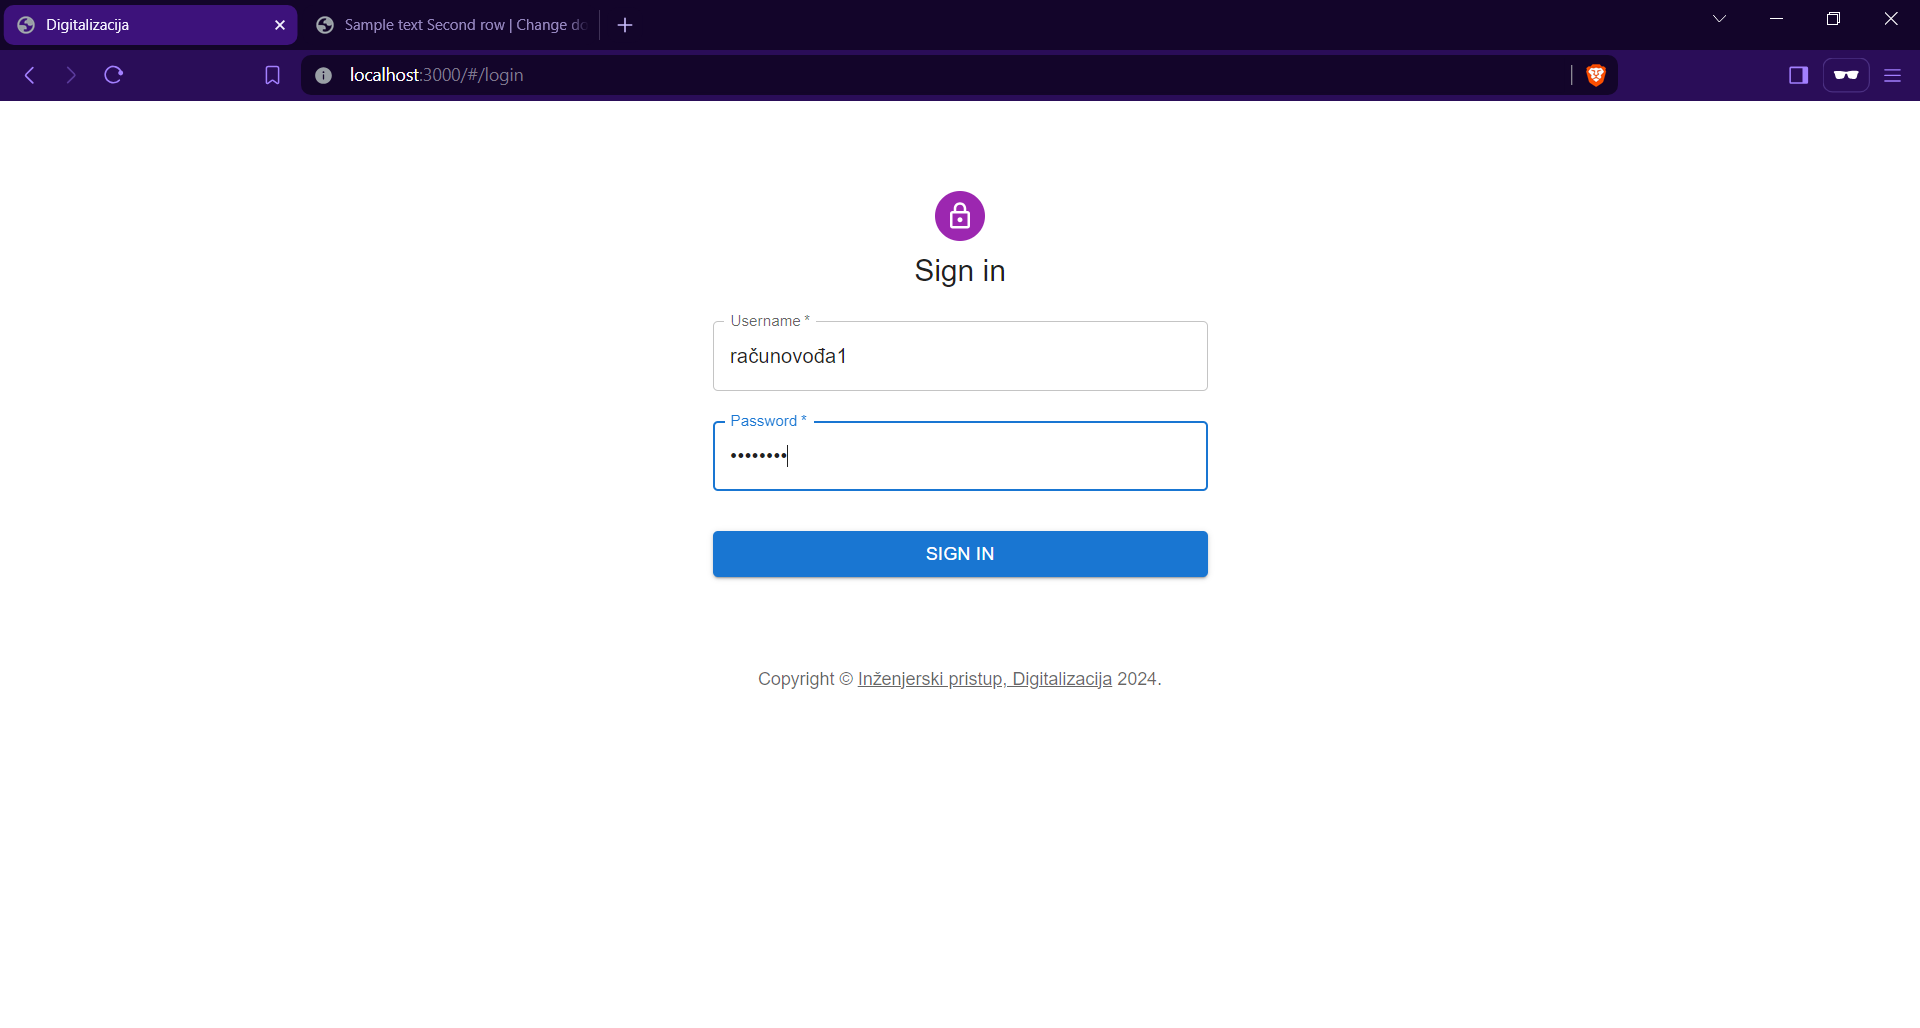 Digitalizacija
Sample text Second row | Change do
localhost:3000/#/login
Sign in
Username *
računovođa1
Password *
••••••••
SIGN IN
Copyright © Inženjerski pristup, Digitalizacija 2024.